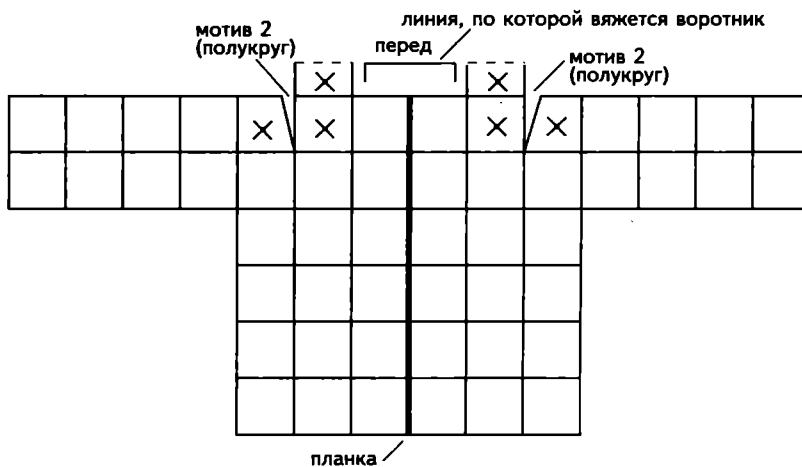 линия, по которой вяжется воротник
мотив 2
(полукруг)
перед
мотив 2
(полукруг)
планка